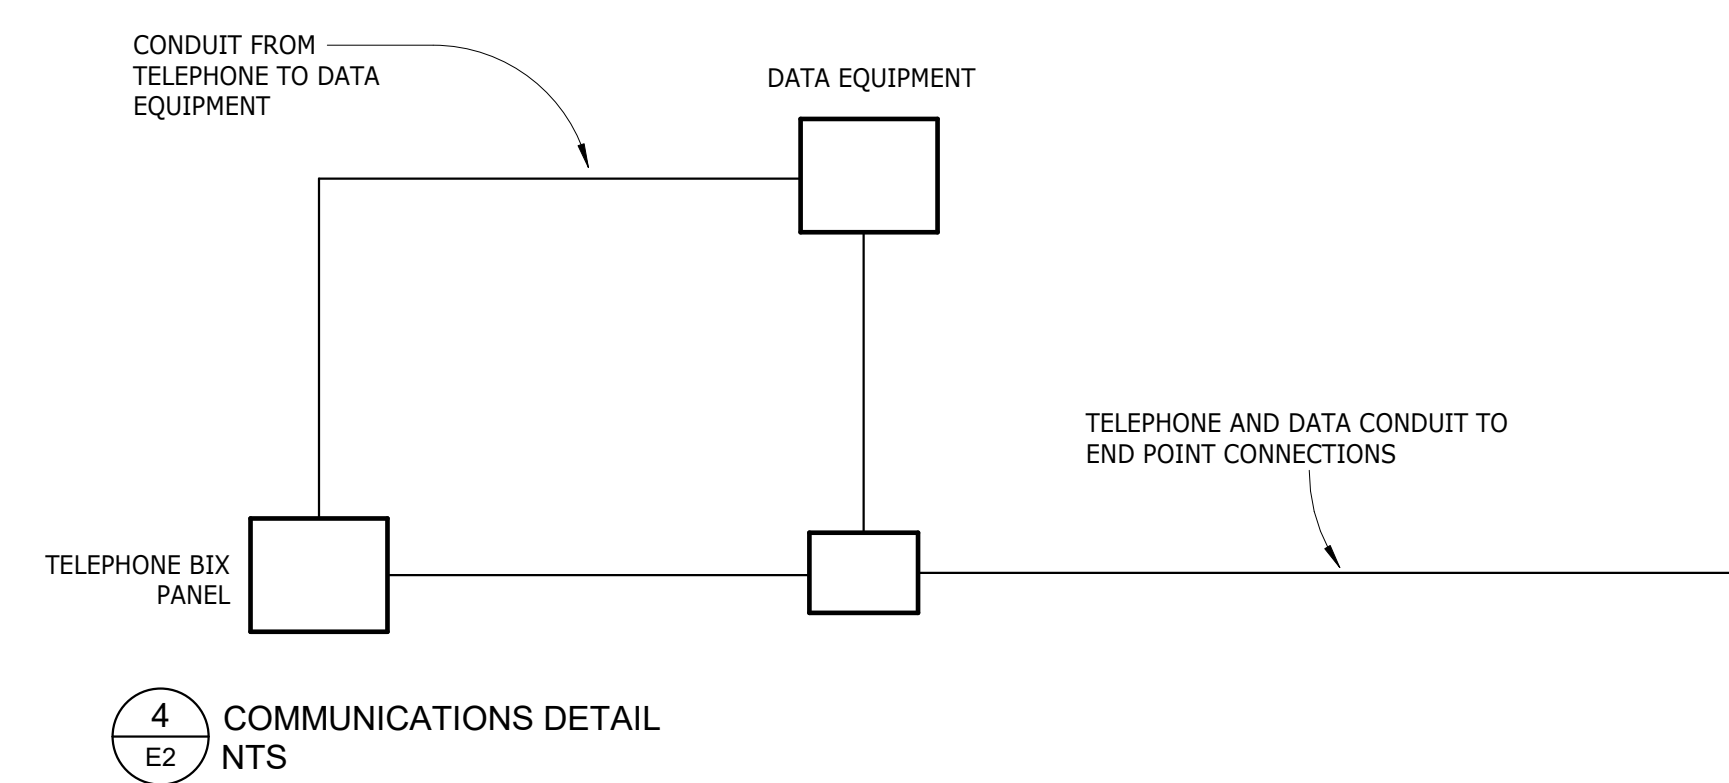 CONDUIT FROM
TELEPHONE TO DATA
EQUIPMENT
DATA EQUIPMENT
TELEPHONE AND DATA CONDUIT TO
END POINT CONNECTIONS
TELEPHONE BIX
PANEL
4
E2
COMMUNICATIONS DETAIL
NTS